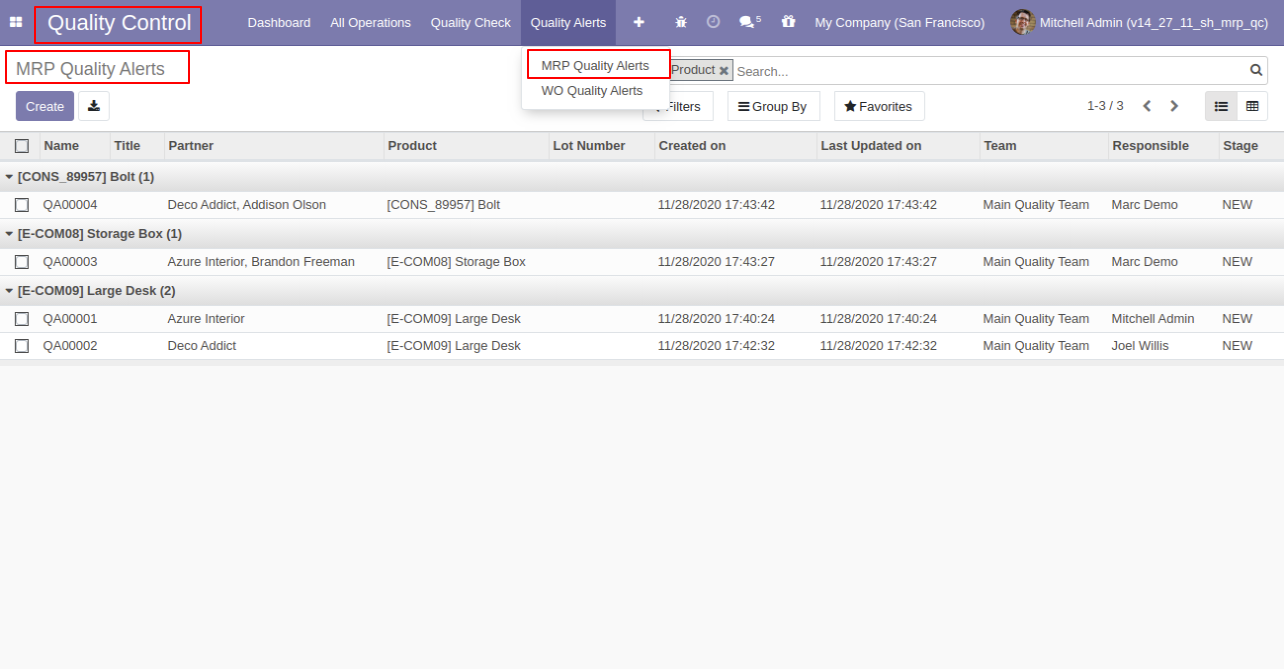 Quality Control Dashboard All Operations Quality Check Quality Alerts 5 My Company (San Francisco) Mitchell Admin (v14_27_11_sh_mrp_qc)
MRP Quality Alerts MRP Quality Alerts Product Search...
WO Quality Alerts
Create Filters Group By Favorites 1-3 / 3
Name Title Partner Product Lot Number Created on Last Updated on Team Responsible Stage
[CONS_89957] Bolt (1)
QA00004 Deco Addict, Addison Olson [CONS_89957] Bolt 11/28/2020 17:43:42 11/28/2020 17:43:42 Main Quality Team Marc Demo NEW
[E-COM08] Storage Box (1)
QA00003 Azure Interior, Brandon Freeman [E-COM08] Storage Box 11/28/2020 17:43:27 11/28/2020 17:43:27 Main Quality Team Marc Demo NEW
[E-COM09] Large Desk (2)
QA00001 Azure Interior [E-COM09] Large Desk 11/28/2020 17:40:24 11/28/2020 17:40:24 Main Quality Team Mitchell Admin NEW
QA00002 Deco Addict [E-COM09] Large Desk 11/28/2020 17:42:32 11/28/2020 17:42:32 Main Quality Team Joel Willis NEW